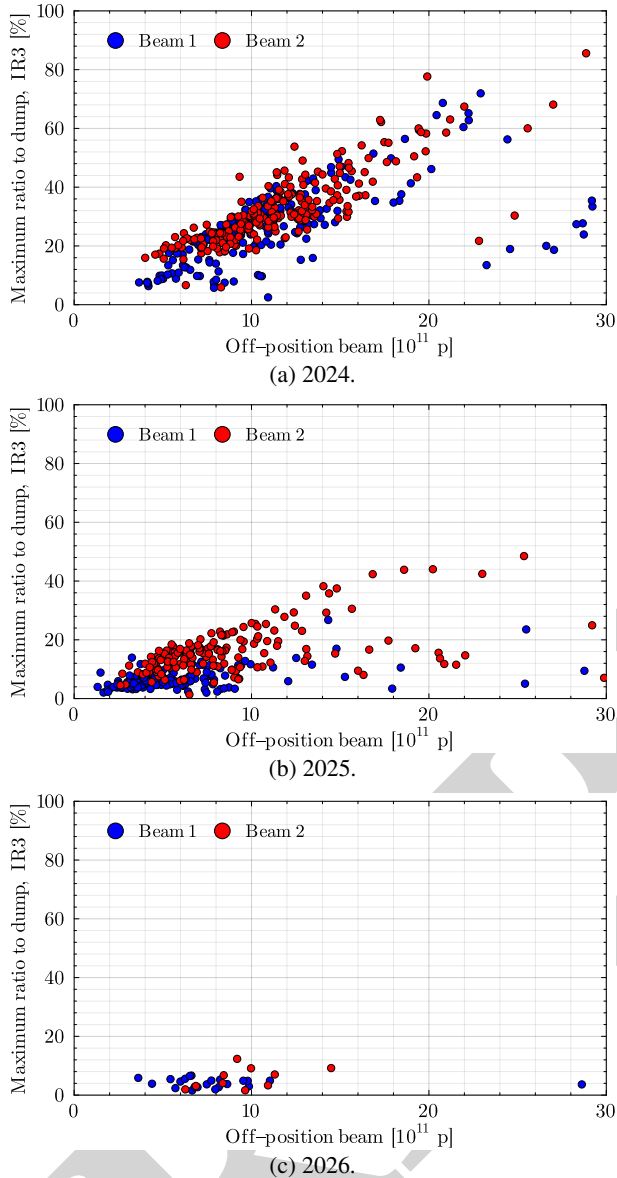 100
80
60
40
20
0
Maximum ratio to dump, IR3 [%]
Beam 1 Beam 2
0 10 20 30
Off–position beam [10¹¹ p]
(a) 2024.
100
80
60
40
20
0
Maximum ratio to dump, IR3 [%]
Beam 1 Beam 2
0 10 20 30
Off–position beam [10¹¹ p]
(b) 2025.
100
80
60
40
20
0
Maximum ratio to dump, IR3 [%]
Beam 1 Beam 2
0 10 20 30
Off–position beam [10¹¹ p]
(c) 2026.